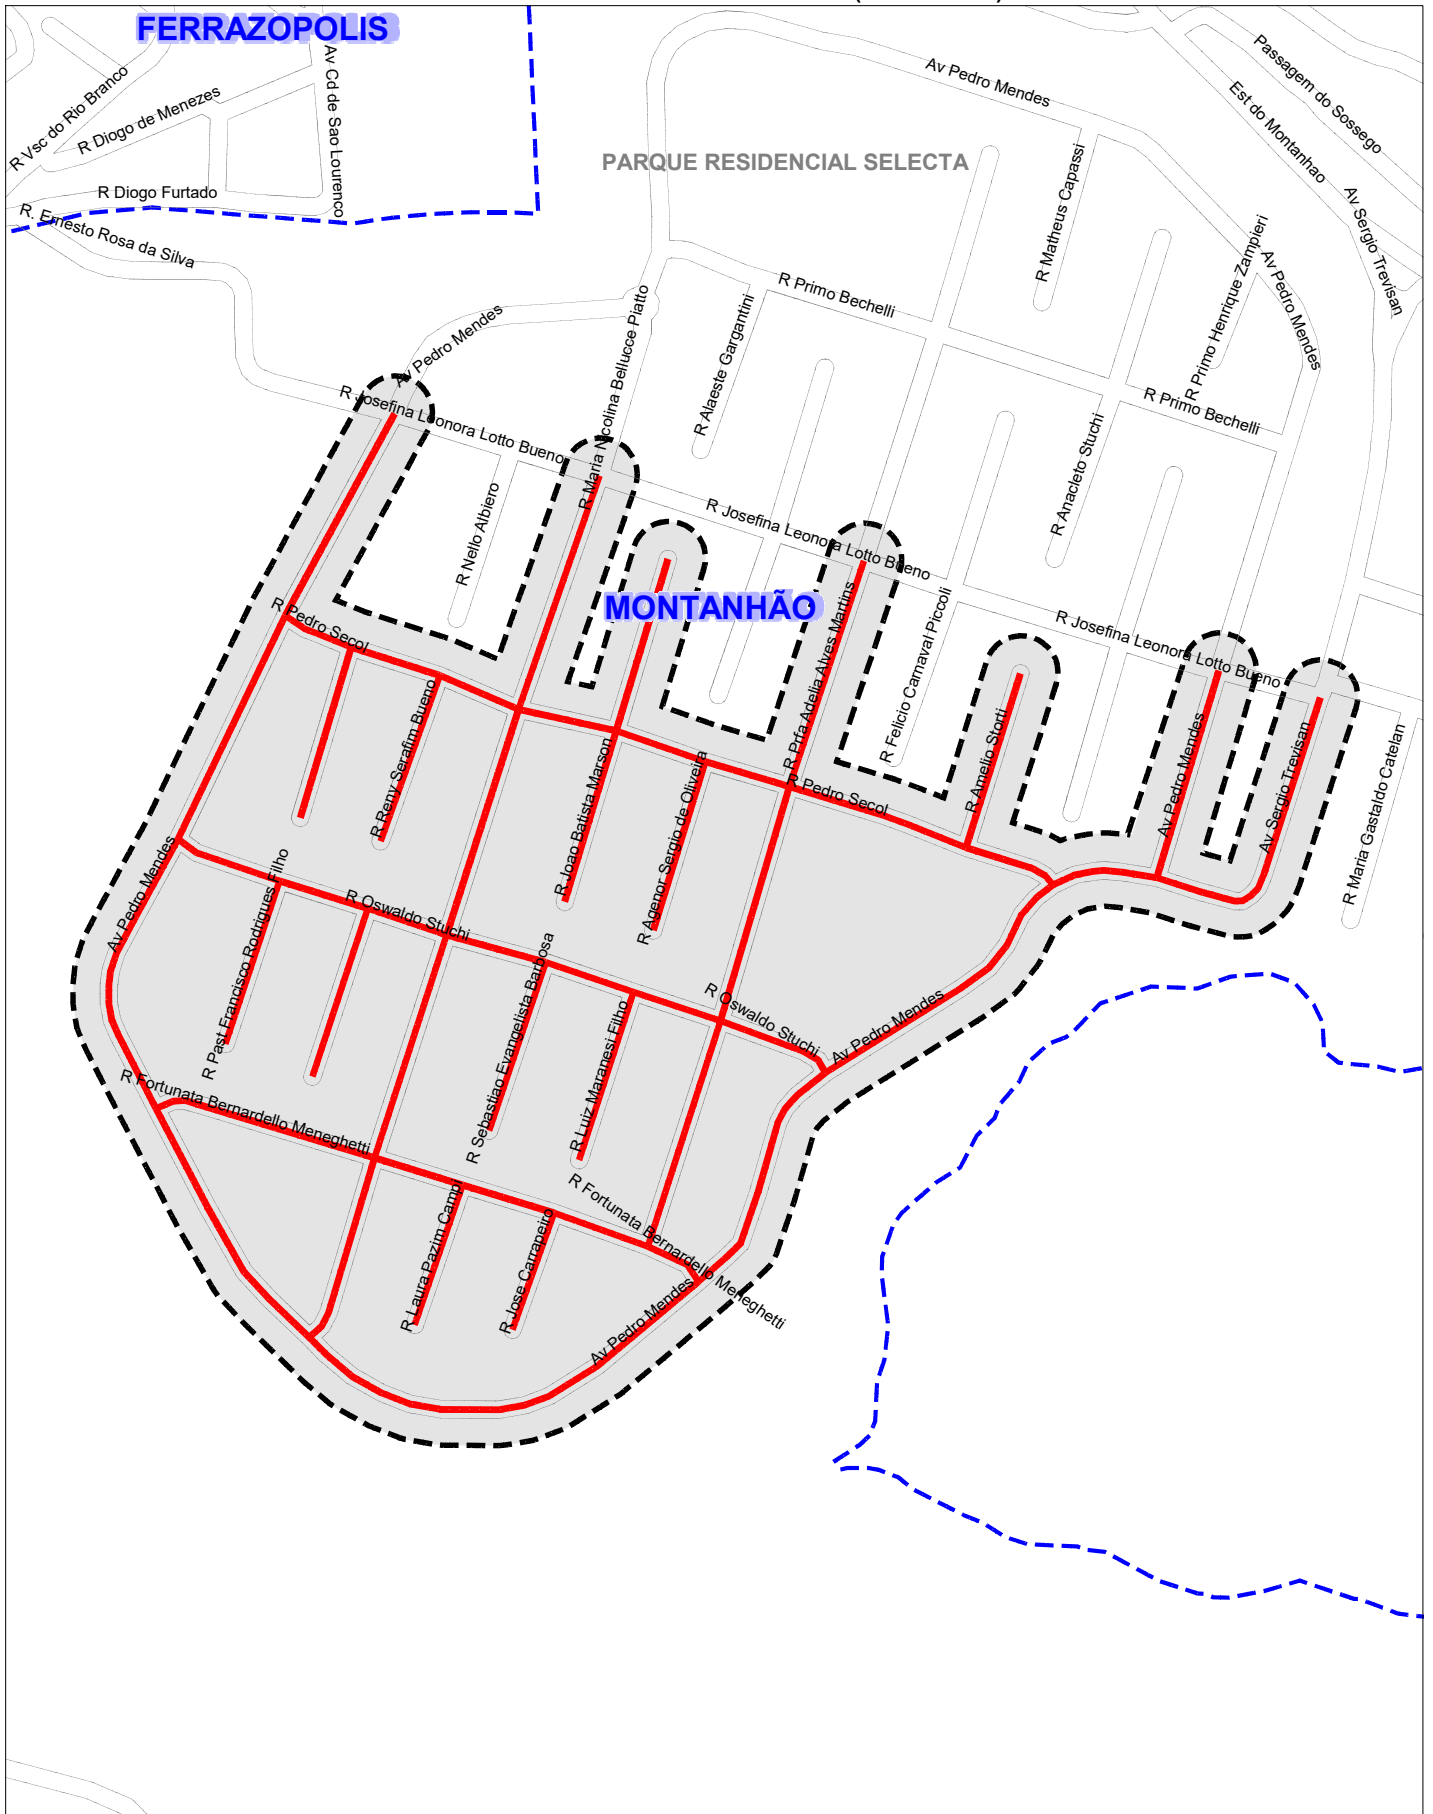 FERRAZOPOLIS
R Vsc do Rio Branco
R Diogo de Menezes
Av Cd de Sao Lourenco
R Diogo Furtado
R. Ernesto Rosa da Silva
Av Pedro Mendes
Passagem do Sossego
Est do Montanhao
PARQUE RESIDENCIAL SELECTA
R Matheus Capassi
Av Sergio Trevisan
R Primo Henrique Zampieri
Av Pedro Mendes
R Primo Bechelli
R Maria Nicolina Bellucce Piatto
R Alaeste Gargantini
Av Pedro Mendes
R Primo Bechelli
R Josefina Leonora Lotto Bueno
R Anacleto Stuchi
R Nello Albiero
R Josefina Leonora Lotto Bueno
MONTANHÃO
R Pedro Secol
R Prfa Adelia Alves Martins
R Felicio Carnaval Piccoli
R Josefina Leonora Lotto Bueno
R Reny Serafim Bueno
R Joao Batista Marson
R Agenor Sergio de Oliveira
R Pedro Secol
R Amelio Storti
Av Pedro Mendes
Av Sergio Trevisan
R Maria Gastaldo Catelan
Av Pedro Mendes
R Past Francisco Rodrigues Filho
R Oswaldo Stuchi
R Sebastiao Evangelista Barbosa
R Luiz Maranesi Filho
R Oswaldo Stuchi
Av Pedro Mendes
R Fortunata Bernardello Meneghetti
R Laura Pazim Campi
R Jose Carrapeiro
R Fortunata Bernardello Meneghetti
Av Pedro Mendes